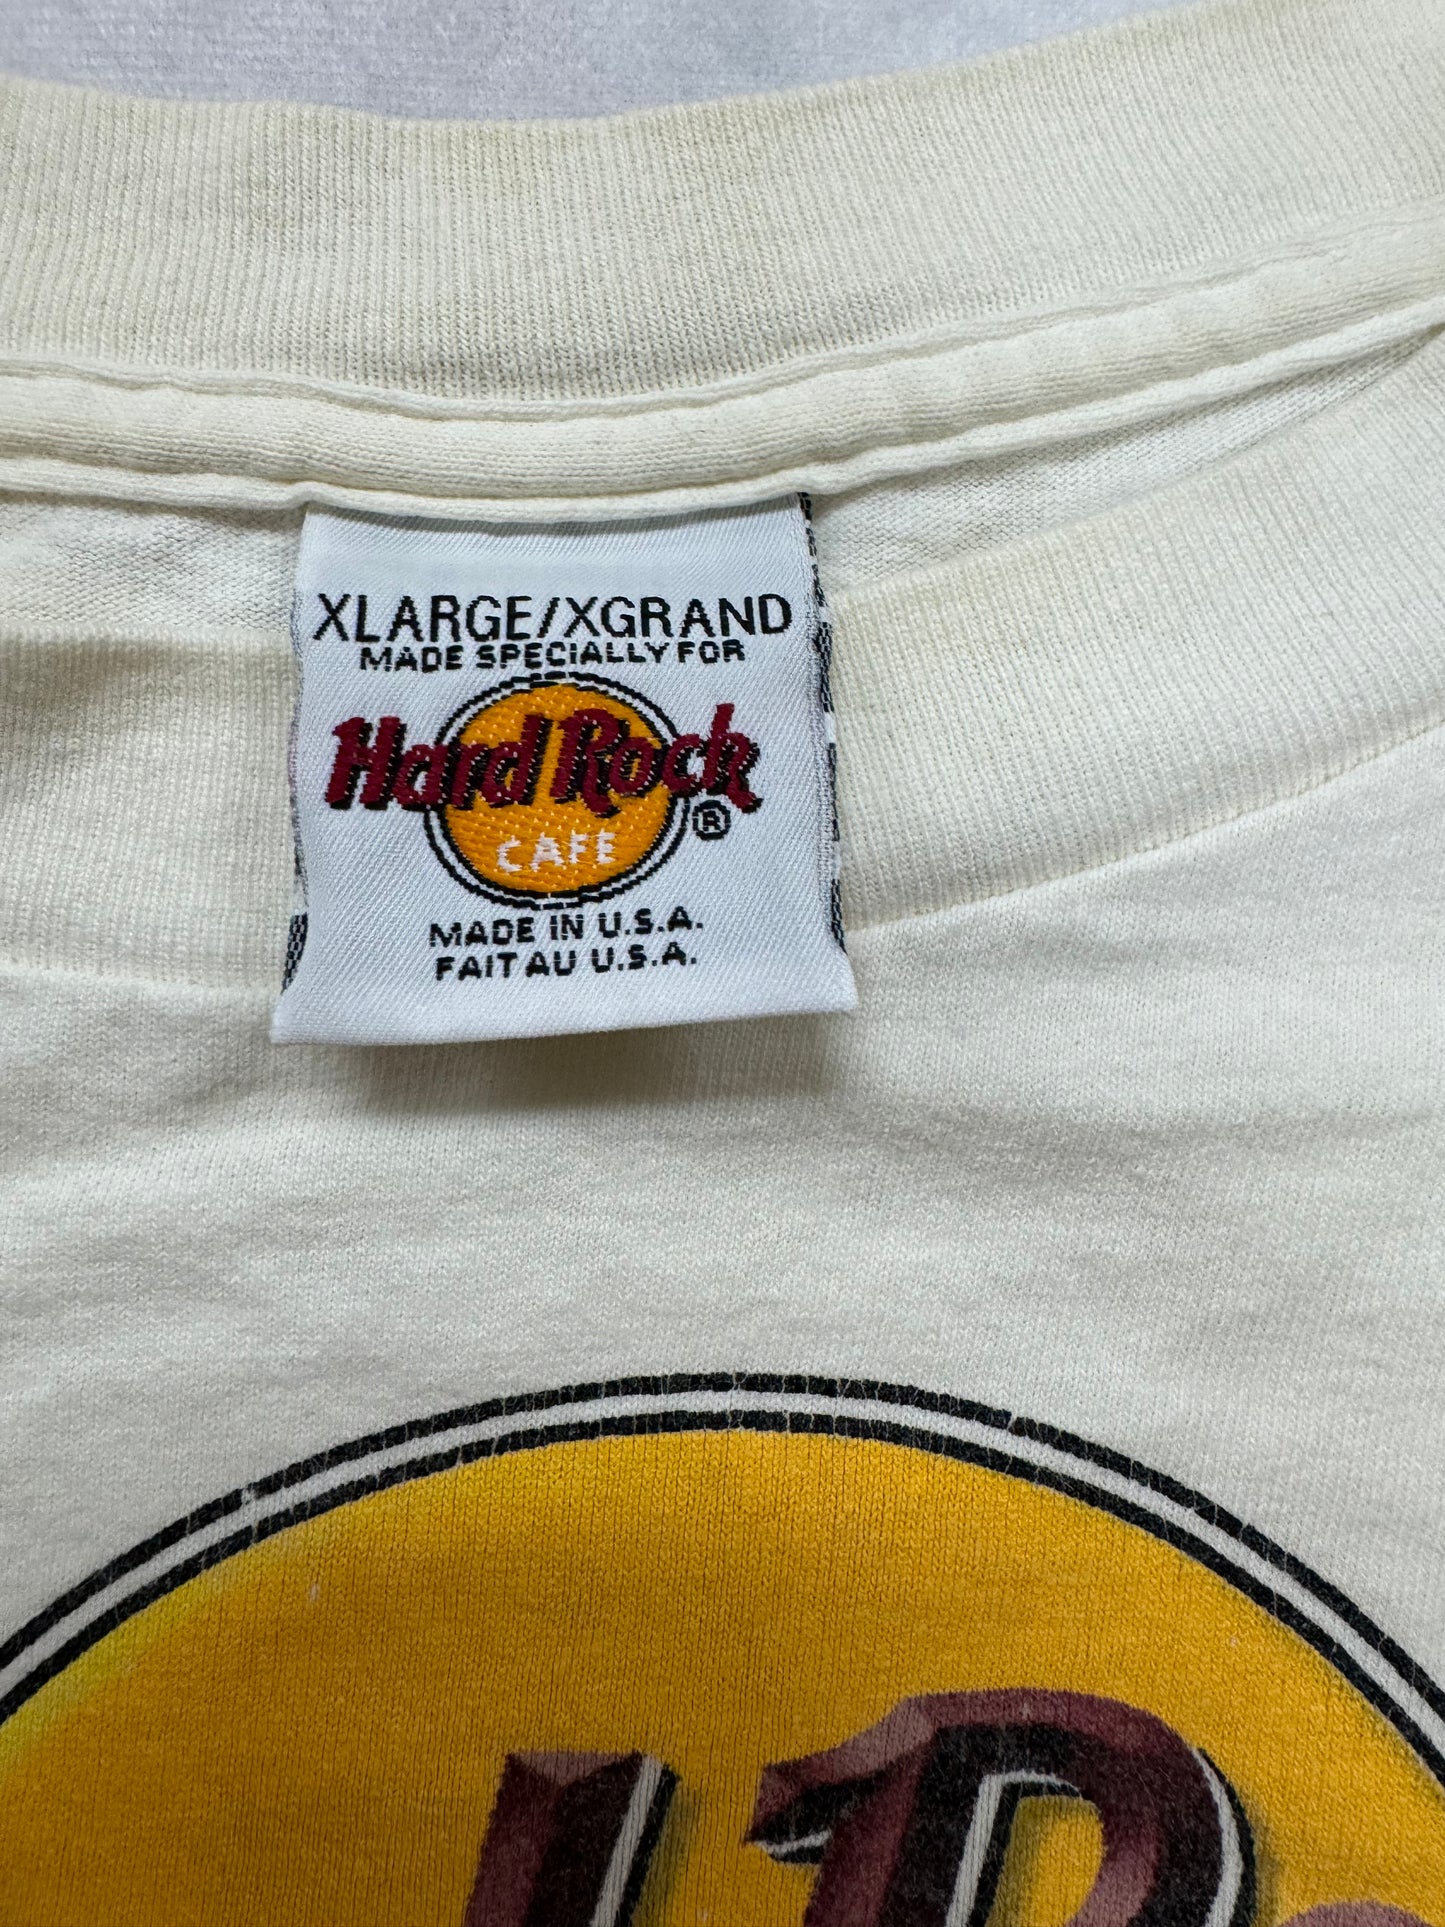 XLARGE/XGRAND
MADE SPECIALLY FOR
Hard Rock
CAFE ®
MADE IN U.S.A.
FAIT AU U.S.A.